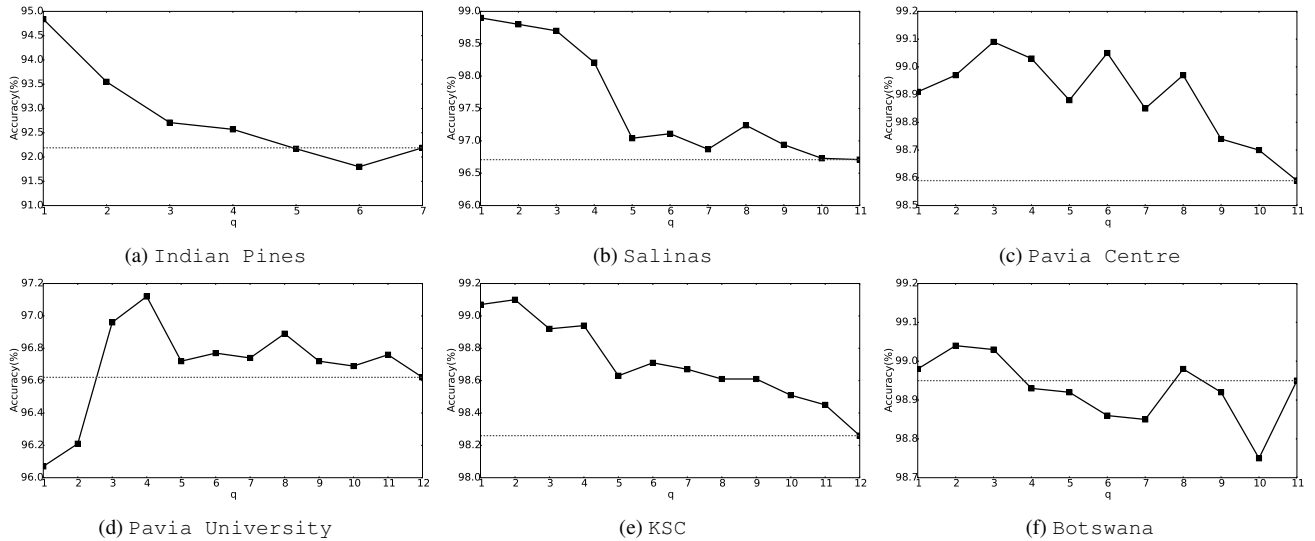 95.0
94.5
94.0
93.5
93.0
92.5
92.0
91.5
91.0
Accuracy(%)
1 2 3 4 5 6 7
q
(a) Indian Pines
99.0
98.5
98.0
97.5
97.0
96.5
96.0
Accuracy(%)
1 2 3 4 5 6 7 8 9 10 11
q
(b) Salinas
99.2
99.1
99.0
98.9
98.8
98.7
98.6
98.5
Accuracy(%)
1 2 3 4 5 6 7 8 9 10 11
q
(c) Pavia Centre
97.2
97.0
96.8
96.6
96.4
96.2
96.0
Accuracy(%)
1 2 3 4 5 6 7 8 9 10 11 12
q
(d) Pavia University
99.2
99.0
98.8
98.6
98.4
98.2
98.0
Accuracy(%)
1 2 3 4 5 6 7 8 9 10 11 12
q
(e) KSC
99.2
99.1
99.0
98.9
98.8
98.7
Accuracy(%)
1 2 3 4 5 6 7 8 9 10 11
q
(f) Botswana